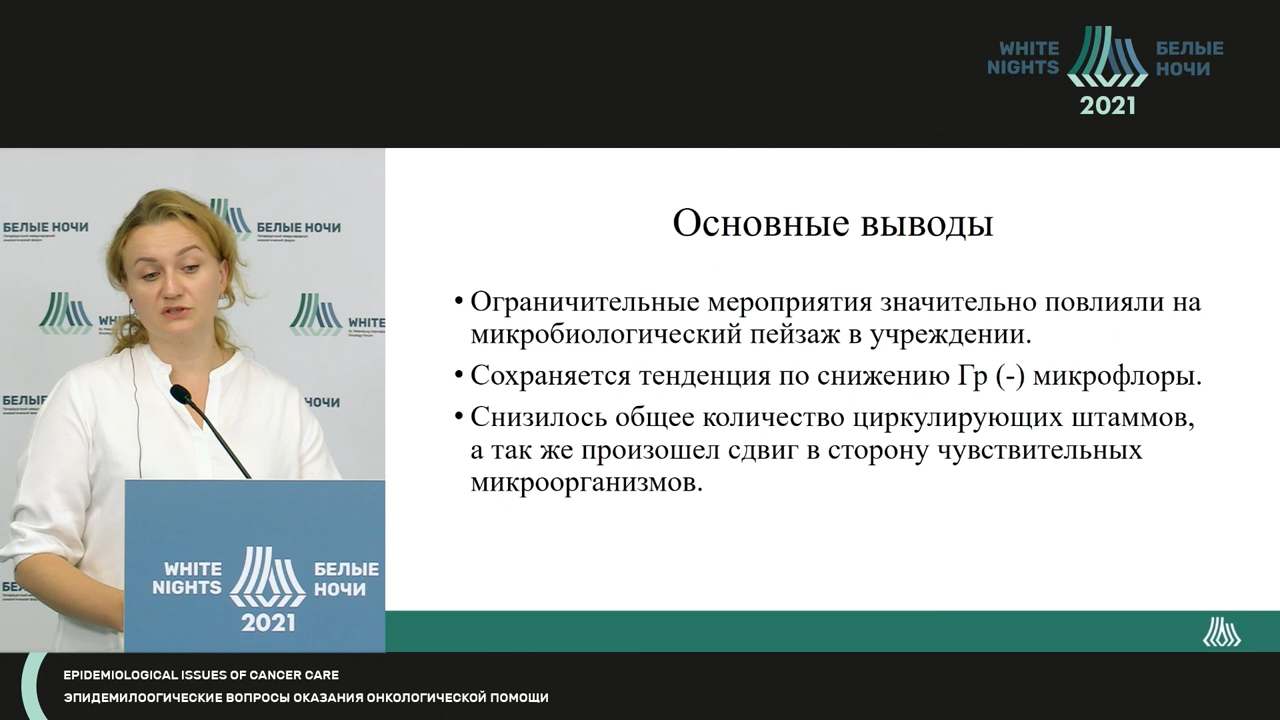 WHITE
NIGHTS
БЕЛЫЕ
НОЧИ
2021
БЕЛЫЕ НОЧИ
БЕЛЫЕ НОЧИ
WHITE
WHITE
NIGHTS
БЕЛЫЕ
НОЧИ
2021
Основные выводы
• Ограничительные мероприятия значительно повлияли на
микробиологический пейзаж в учреждении.
• Сохраняется тенденция по снижению Гр (-) микрофлоры.
• Снизилось общее количество циркулирующих штаммов,
а так же произошел сдвиг в сторону чувствительных
микроорганизмов.
EPIDEMIOLOGICAL ISSUES OF CANCER CARE
ЭПИДЕМИЛООГИЧЕСКИЕ ВОПРОСЫ ОКАЗАНИЯ ОНКОЛОГИЧЕСКОЙ ПОМОЩИ